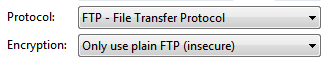 Protocol: FTP - File Transfer Protocol
Encryption: Only use plain FTP (insecure)